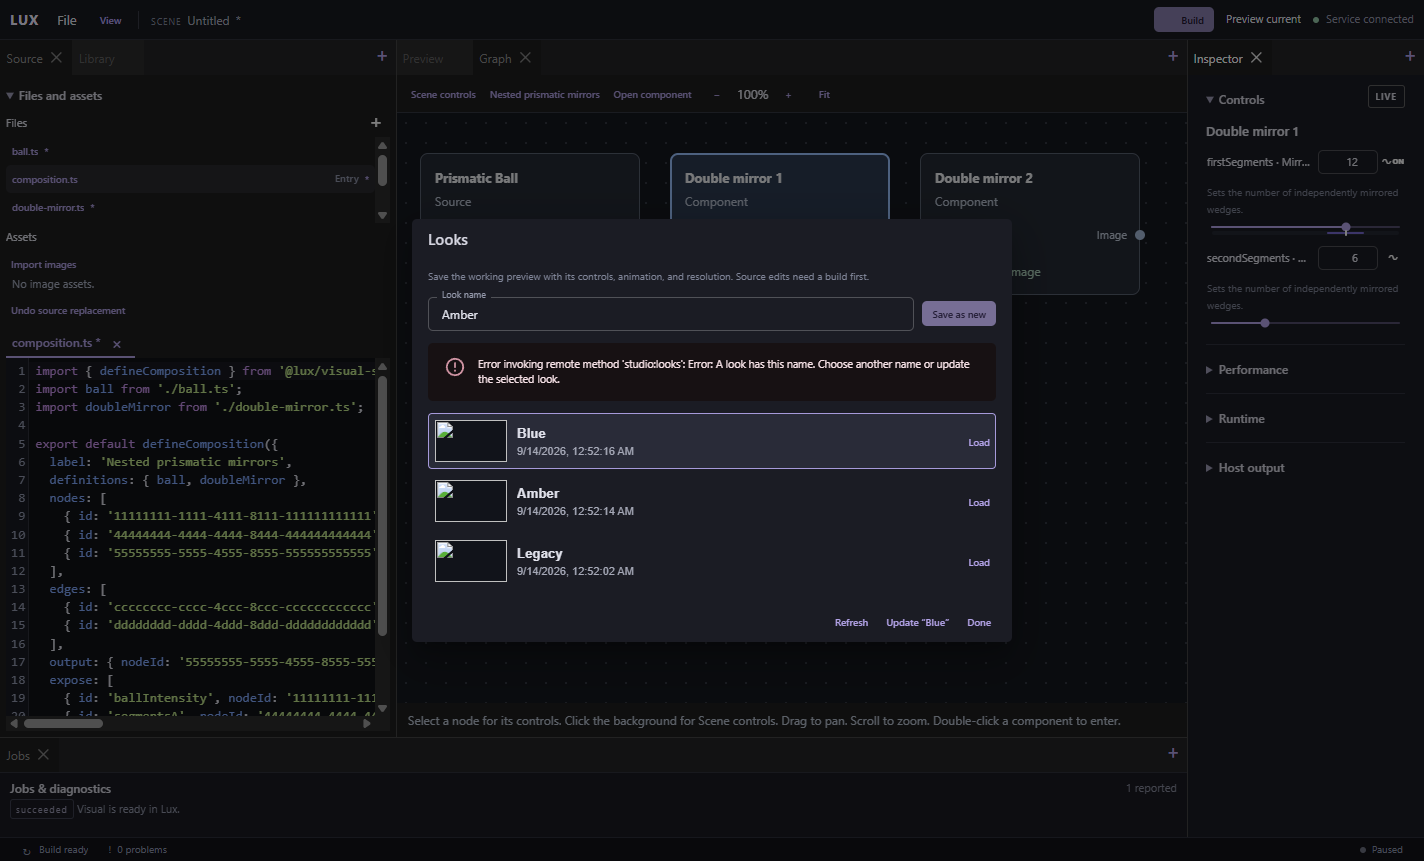 LUX File View SCENE Untitled * Build Preview current Service connected
Source Library + Preview Graph + Inspector +
Files and assets
Files +
ball.ts *
composition.ts Entry *
double-mirror.ts *
Assets
Import images
No image assets.
Undo source replacement
composition.ts *
1 import { defineComposition } from '@lux/visual-s
2 import ball from './ball.ts';
3 import doubleMirror from './double-mirror.ts';
4
5 export default defineComposition({
6 label: 'Nested prismatic mirrors',
7 definitions: { ball, doubleMirror },
8 nodes: [
9 { id: '11111111-1111-4111-8111-111111111111'
10 { id: '44444444-4444-4444-8444-444444444444'
11 { id: '55555555-5555-4555-8555-555555555555'
12 ],
13 edges: [
14 { id: 'cccccccc-cccc-4ccc-8ccc-cccccccccccc'
15 { id: 'dddddddd-dddd-4ddd-8ddd-dddddddddddd'
16 ],
17 output: { nodeId: '55555555-5555-4555-8555-555
18 expose: [
19 { id: 'ballIntensity', nodeId: '11111111-111
20 { id: 'segmentsA', nodeId: '44444444-4444-44
Scene controls Nested prismatic mirrors Open component − 100% + Fit
Prismatic Ball
Source
Double mirror 1
Component
Double mirror 2
Component
Image
mage
Looks
Save the working preview with its controls, animation, and resolution. Source edits need a build first.
Look name
Amber
Save as new
Error invoking remote method 'studio:looks': Error: A look has this name. Choose another name or update
the selected look.
Blue
9/14/2026, 12:52:16 AM
Load
Amber
9/14/2026, 12:52:14 AM
Load
Legacy
9/14/2026, 12:52:02 AM
Load
Refresh Update "Blue" Done
Select a node for its controls. Click the background for Scene controls. Drag to pan. Scroll to zoom. Double-click a component to enter.
Controls LIVE
Double mirror 1
firstSegments · Mirr... 12 ON
Sets the number of independently mirrored
wedges.
secondSegments · ... 6
Sets the number of independently mirrored
wedges.
Performance
Runtime
Host output
Jobs +
Jobs & diagnostics 1 reported
succeeded Visual is ready in Lux.
Build ready ! 0 problems Paused